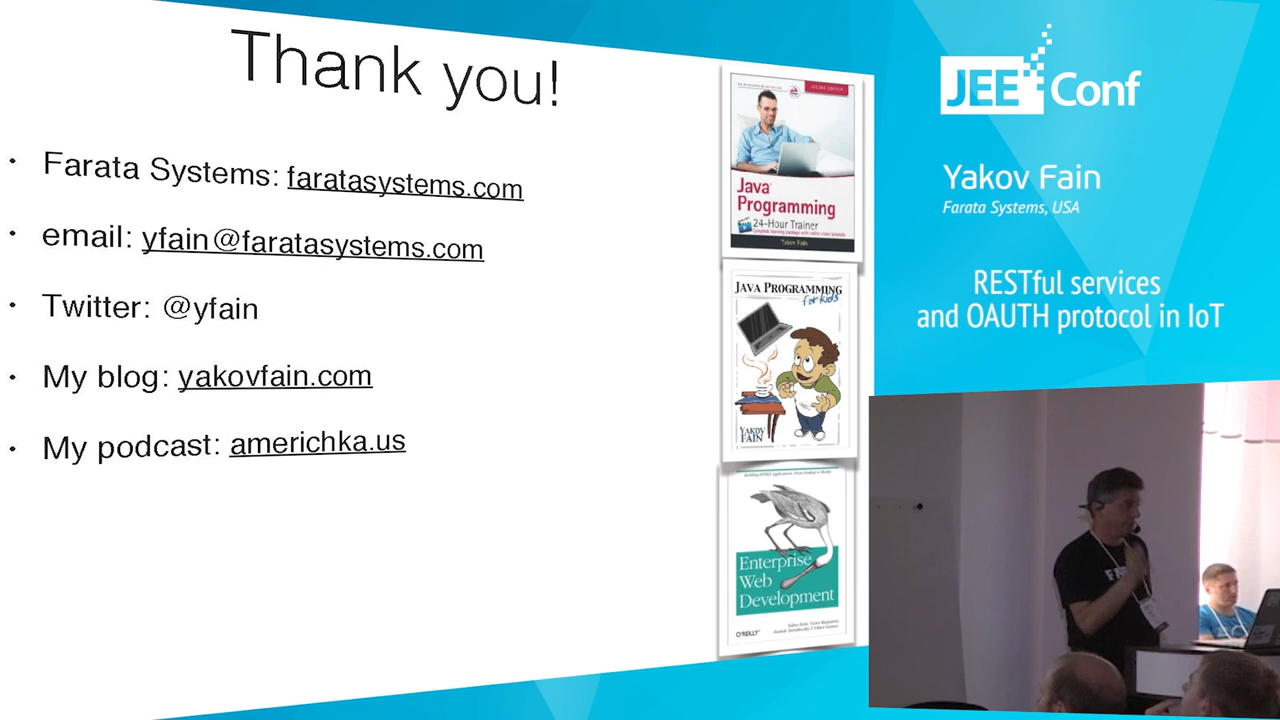 Thank you!
Farata Systems: faratasystems.com
email: yfain@faratasystems.com
Twitter: @yfain
My blog: yakovfain.com
My podcast: americhka.us
Java
Programming
24-Hour Trainer
Yakov Fain
JAVA PROGRAMMING
for kids
YAKOV
FAIN
Enterprise
Web
Development
O'REILLY
JEE Conf
Yakov Fain
Farata Systems, USA
RESTful services
and OAUTH protocol in IoT